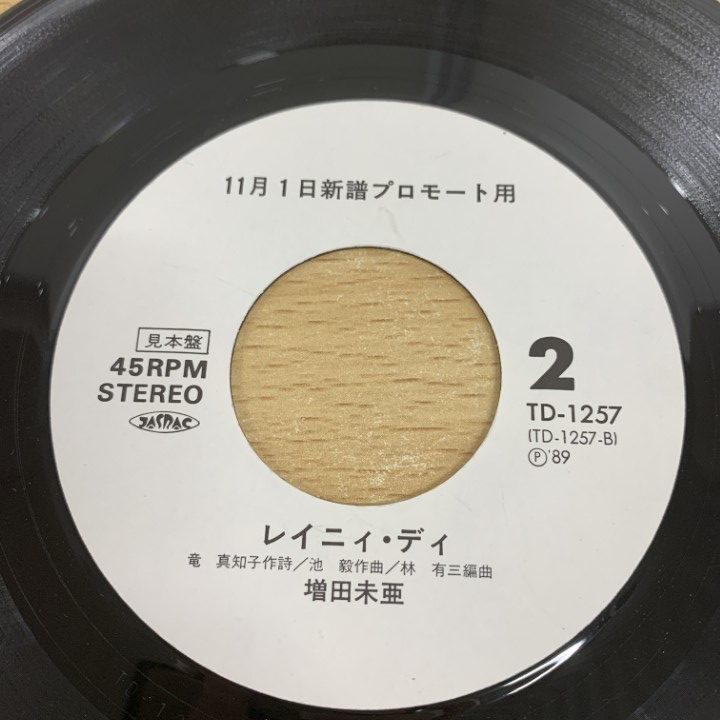 11月1日新譜プロモート用
見本盤
45RPM
STEREO
JASRAC
2
TD-1257
(TD-1257-B)
Ⓟ'89
レイニィ・ディ
竜 真知子作詩/池 毅作曲/林 有三編曲
増田未亜